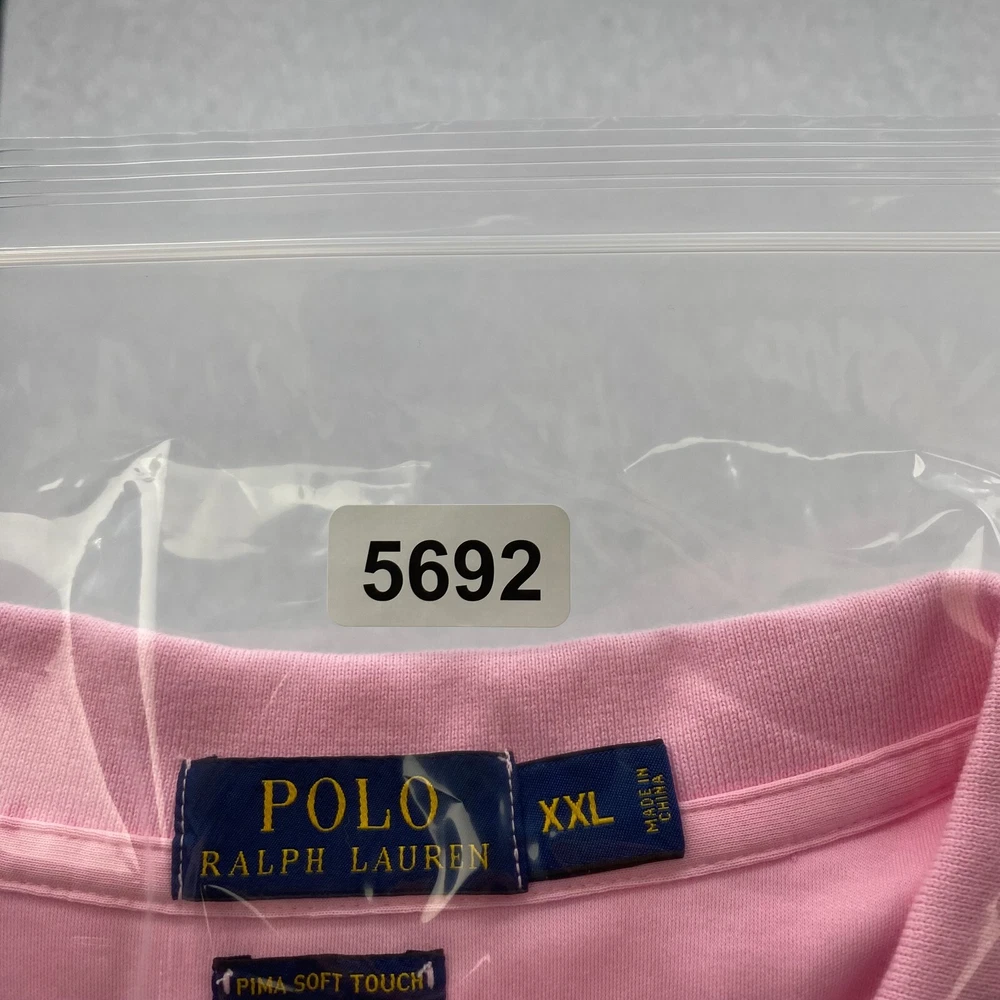 5692
POLO
RALPH LAUREN
XXL
MADE IN
CHINA
PIMA SOFT TOUCH